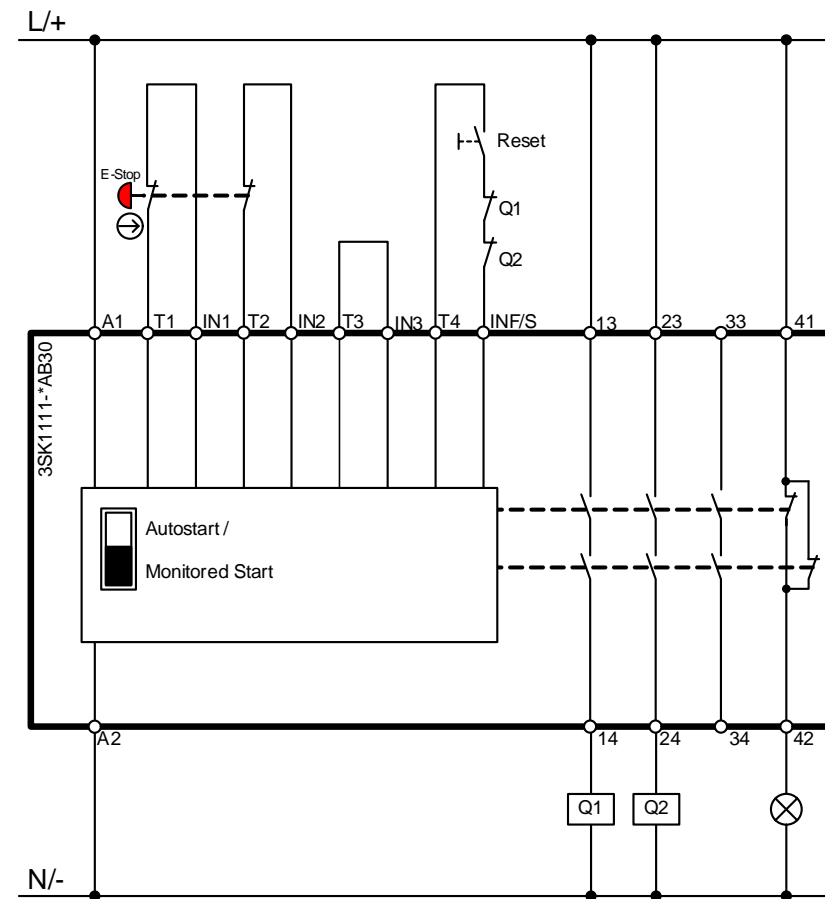 L/+
E-Stop
Reset
Q1
Q2
A1 T1 IN1 T2 IN2 T3 IN3 T4 INF/S 13 23 33 41
3SK1111-*AB30
Autostart /
Monitored Start
A2 14 24 34 42
Q1 Q2
N/-